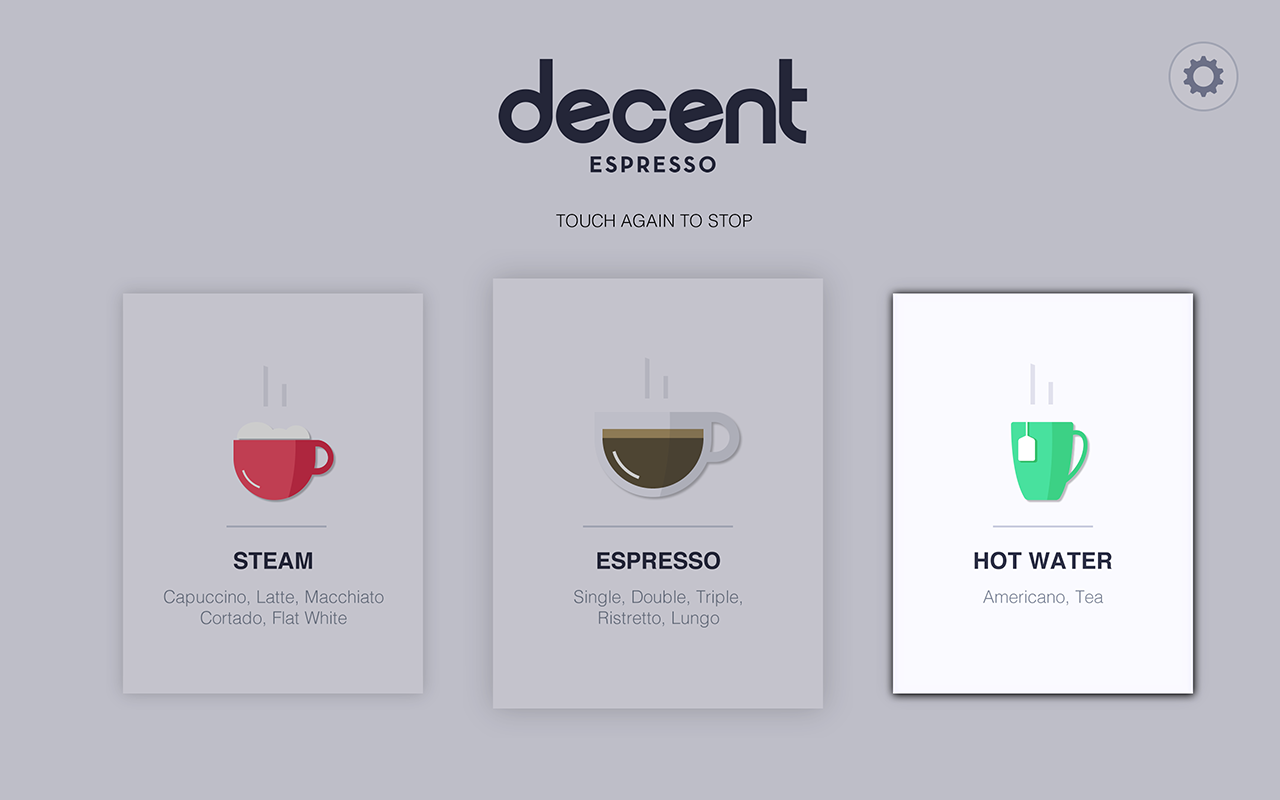 decent
ESPRESSO
TOUCH AGAIN TO STOP
STEAM
Capuccino, Latte, Macchiato
Cortado, Flat White
ESPRESSO
Single, Double, Triple,
Ristretto, Lungo
HOT WATER
Americano, Tea